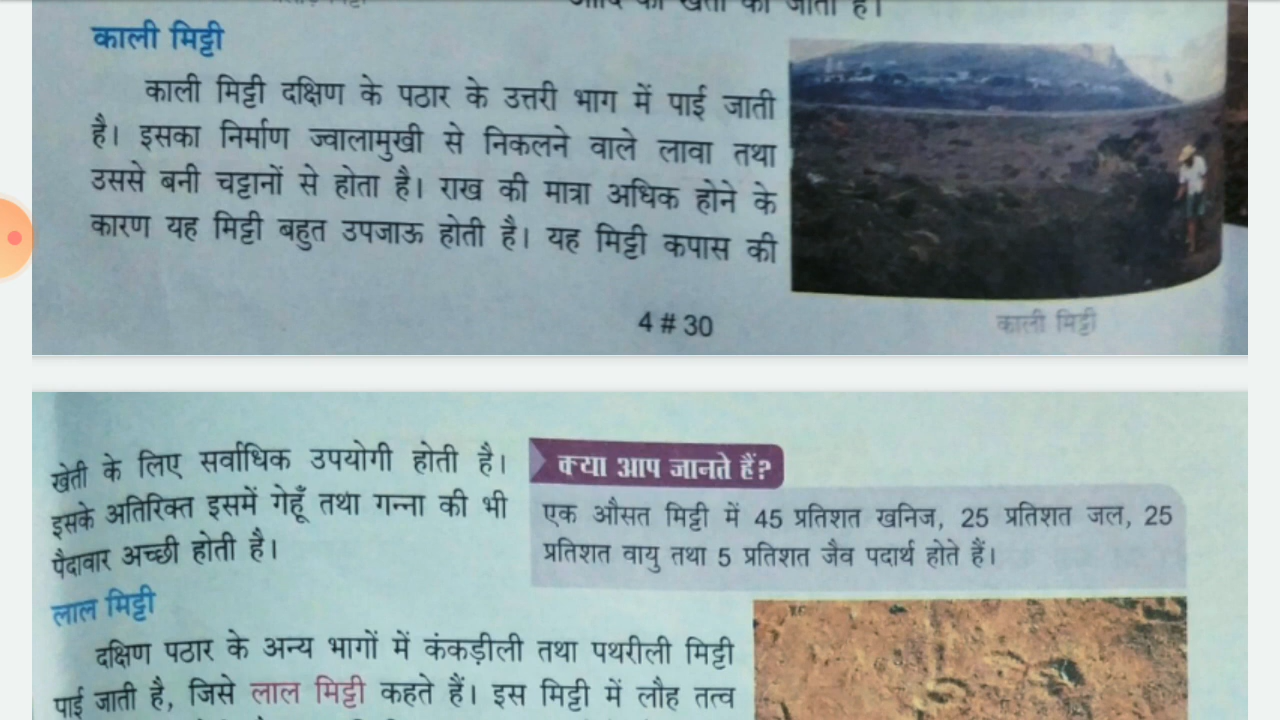 की खेती की जाती है।
काली मिट्टी
काली मिट्टी दक्षिण के पठार के उत्तरी भाग में पाई जाती
है। इसका निर्माण ज्वालामुखी से निकलने वाले लावा तथा
उससे बनी चट्टानों से होता है। राख की मात्रा अधिक होने के
कारण यह मिट्टी बहुत उपजाऊ होती है। यह मिट्टी कपास की
काली मिट्टी
4 # 30
खेती के लिए सर्वाधिक उपयोगी होती है।
इसके अतिरिक्त इसमें गेहूँ तथा गन्ना की भी
पैदावार अच्छी होती है।
क्या आप जानते हैं?
एक औसत मिट्टी में 45 प्रतिशत खनिज, 25 प्रतिशत जल, 25
प्रतिशत वायु तथा 5 प्रतिशत जैव पदार्थ होते हैं।
लाल मिट्टी
दक्षिण पठार के अन्य भागों में कंकड़ीली तथा पथरीली मिट्टी
पाई जाती है, जिसे लाल मिट्टी कहते हैं। इस मिट्टी में लौह तत्व